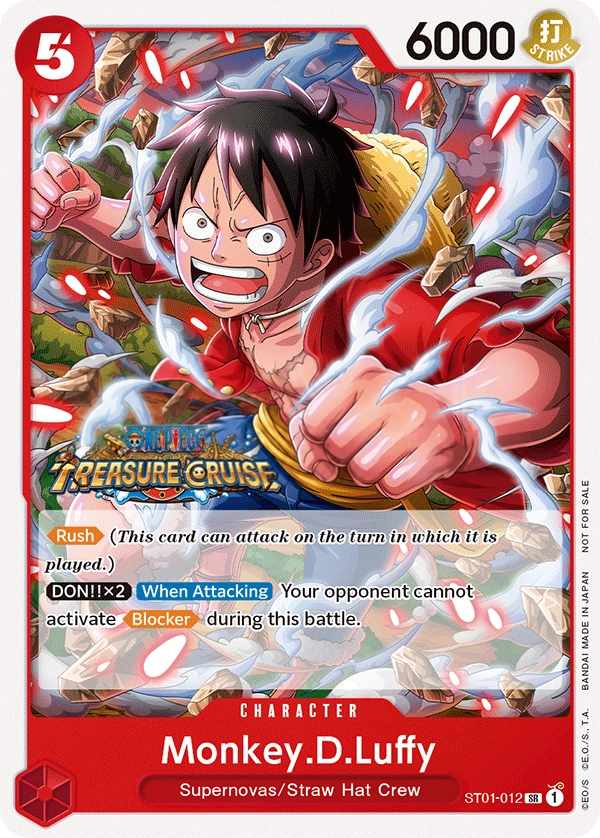 5
6000
打
STRIKE
ONE PIECE
TREASURE CRUISE
Rush (This card can attack on the turn in which it is
played.)
DON!!×2 When Attacking Your opponent cannot
activate Blocker during this battle.
CHARACTER
Monkey.D.Luffy
Supernovas/Straw Hat Crew
ST01-012 SR 1
©EO/S ©E.O./S., T.A. BANDAI MADE IN JAPAN NOT FOR SALE